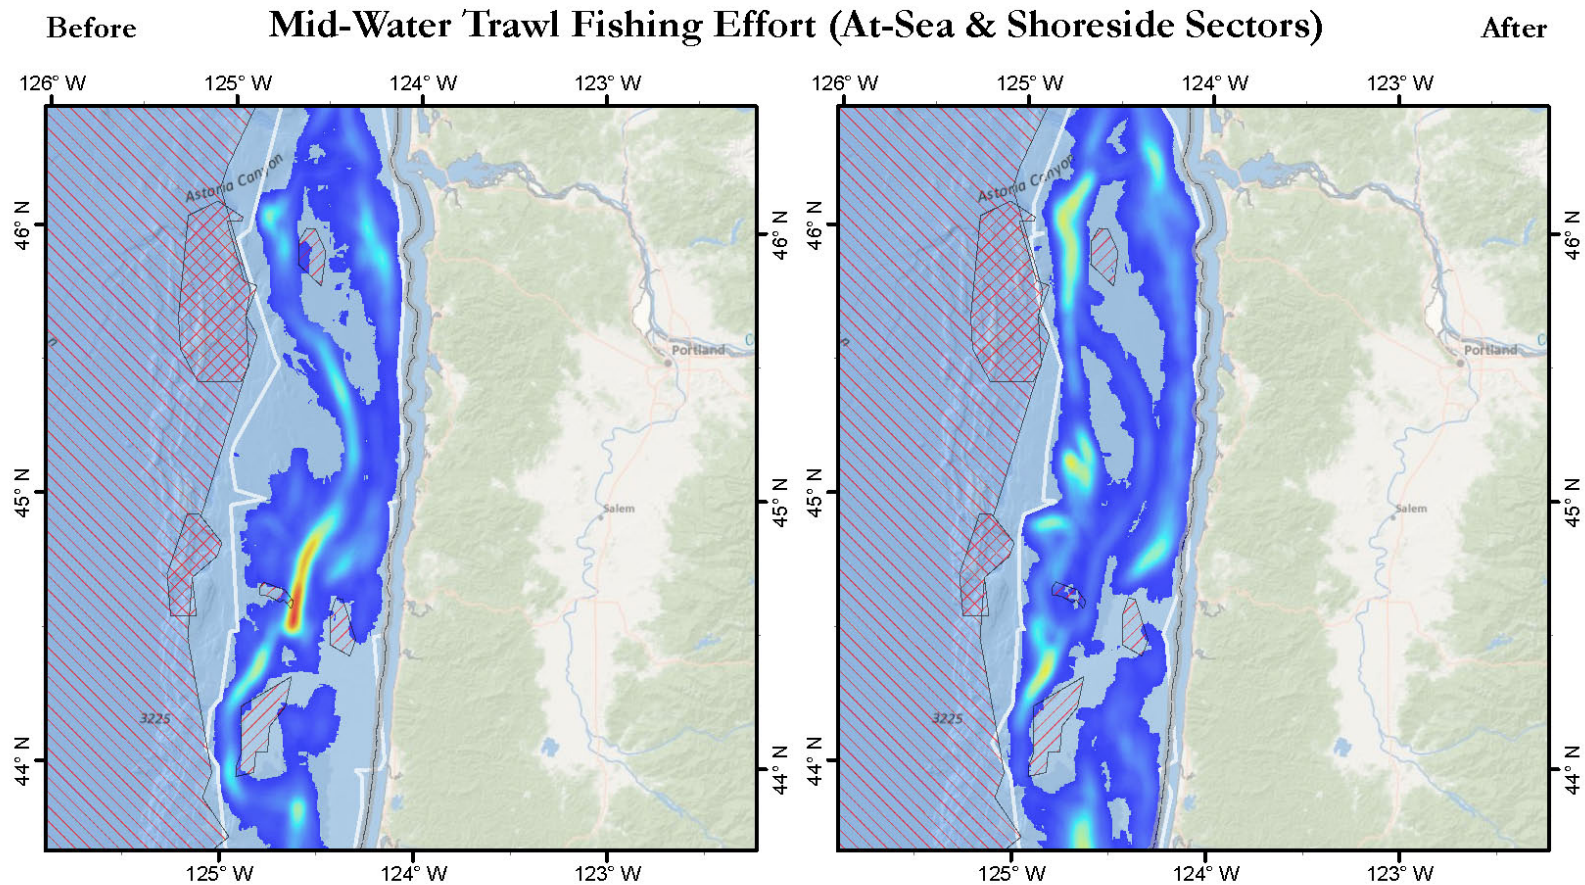 Before Mid-Water Trawl Fishing Effort (At-Sea & Shoreside Sectors) After
126° W 125° W 124° W 123° W 126° W 125° W 124° W 123° W
Astoria Canyon Astoria Canyon
46° N 46° N 46° N 46° N
Portland Portland
45° N 45° N 45° N 45° N
Salem Salem
3225 3225
44° N 44° N 44° N 44° N
125° W 124° W 123° W 125° W 124° W 123° W